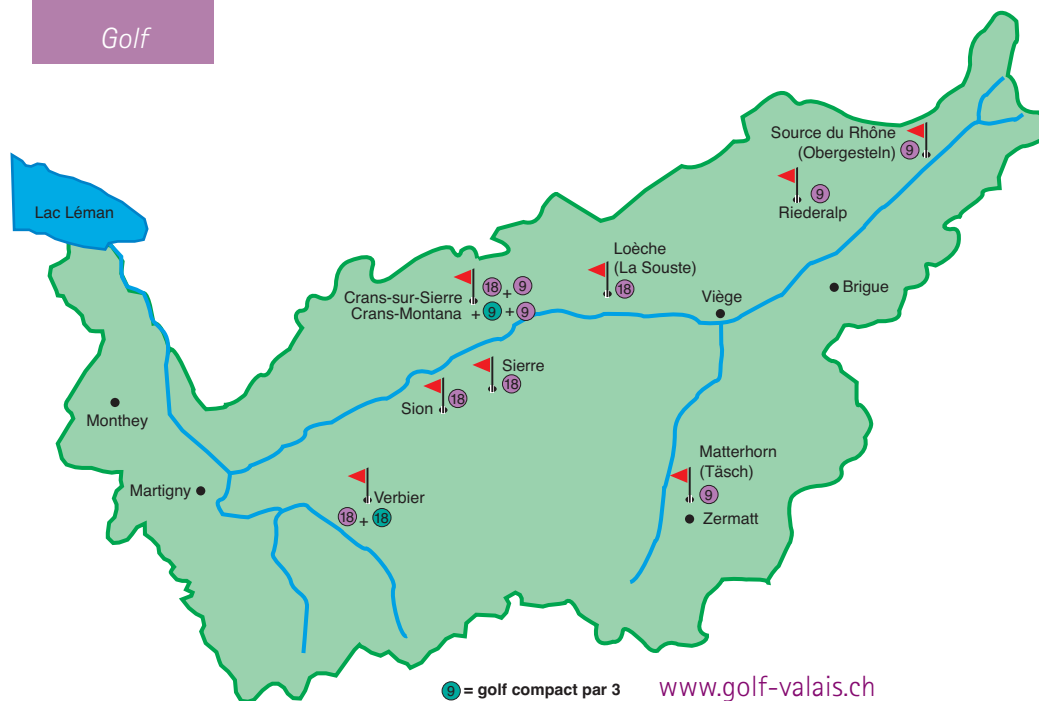 Golf
Source du Rhône
(Obergesteln) 9
9
Riederalp
Lac Léman
Loèche
(La Souste)
18
Crans-sur-Sierre 18 + 9
Crans-Montana + 9 + 9
Viège
Brigue
Sierre
18
Sion 18
Monthey
Matterhorn
(Täsch)
9
Martigny
Verbier
18 + 18
Zermatt
9 = golf compact par 3
www.golf-valais.ch